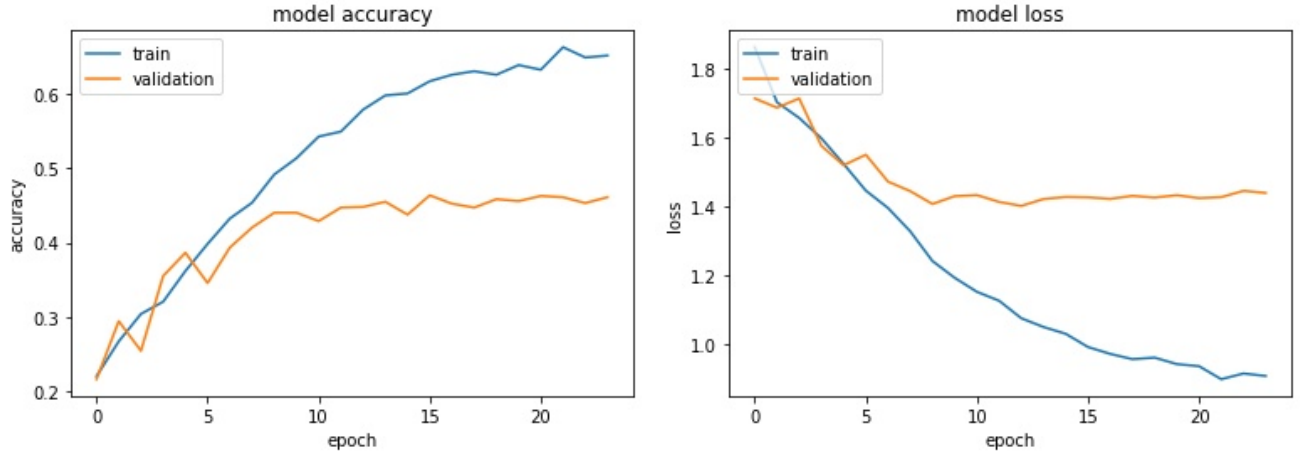 model accuracy
train
validation
accuracy
0.6
0.5
0.4
0.3
0.2
0
5
10
15
20
epoch
model loss
train
validation
loss
1.8
1.6
1.4
1.2
1.0
0
5
10
15
20
epoch